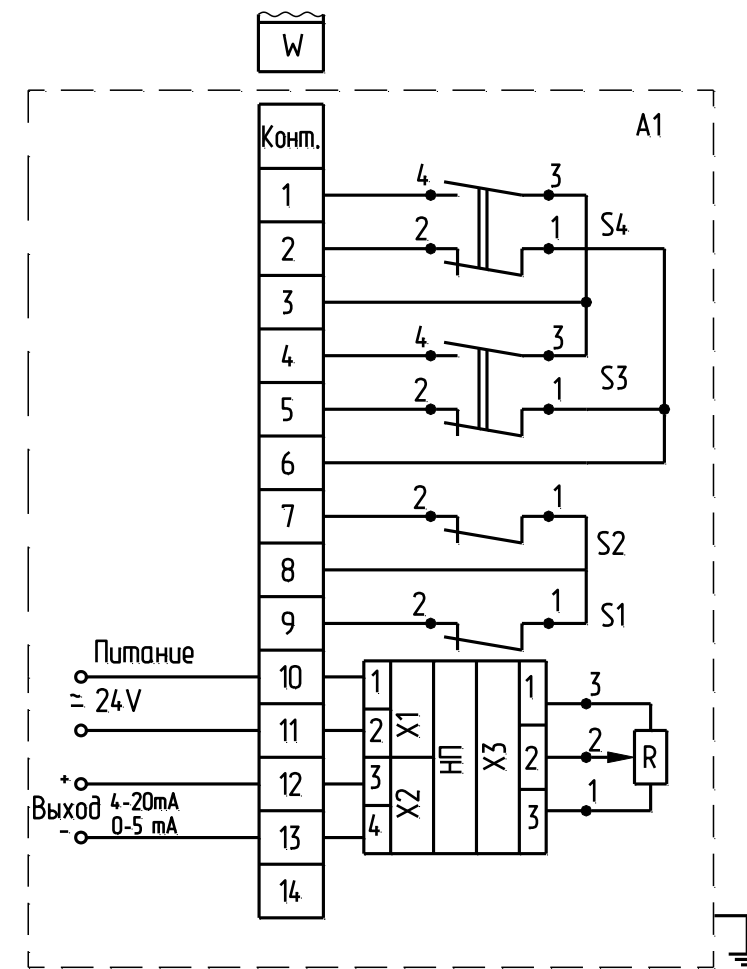 W
A1
Конт.
1 4 3
2 2 1 S4
3
4 4 3
5 2 1 S3
6
7 2 1
8 S2
9 2 1 S1
Питание 10 1 1 3
≂ 24V
11 2 X1 НП X3 2 2 R
+ 12 3
Выход 4-20mA X2
0-5 mA 3 1
- 13 4
14